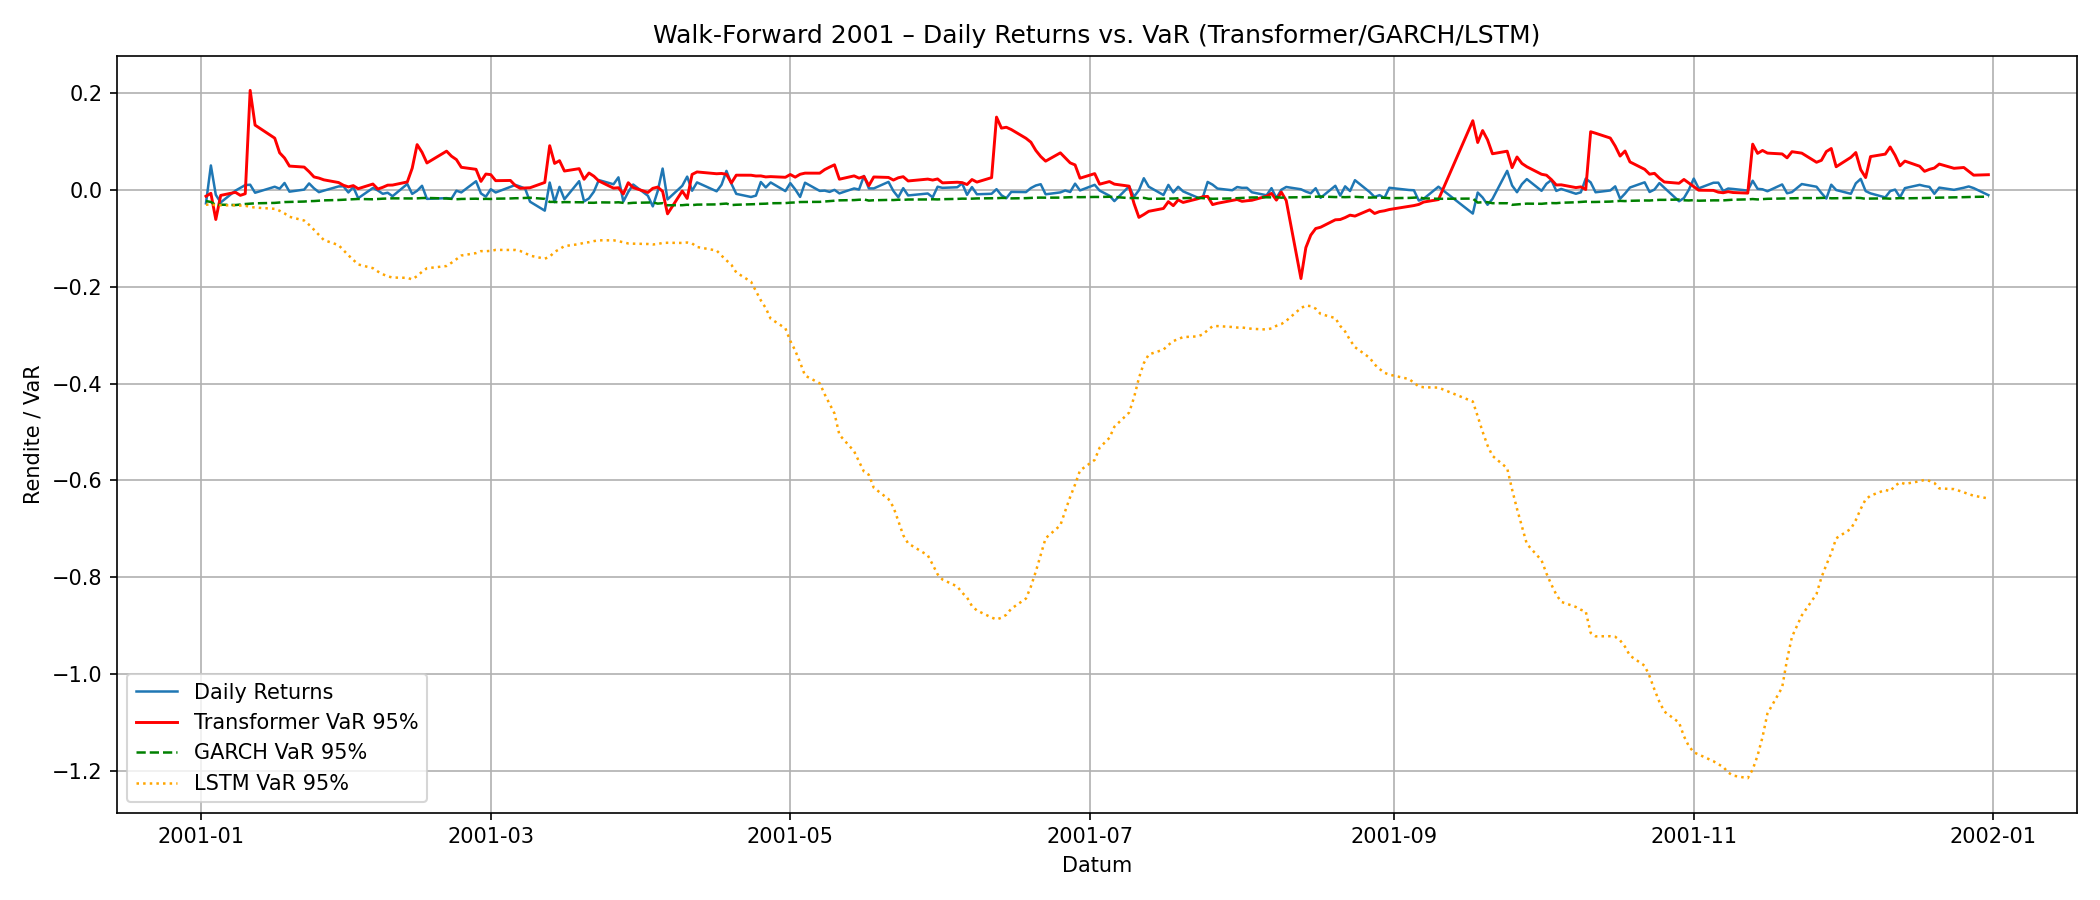 Walk-Forward 2001 – Daily Returns vs. VaR (Transformer/GARCH/LSTM)
Rendite / VaR
0.2
0.0
−0.2
−0.4
−0.6
−0.8
−1.0
−1.2
Daily Returns
Transformer VaR 95%
GARCH VaR 95%
LSTM VaR 95%
2001-01 2001-03 2001-05 2001-07 2001-09 2001-11 2002-01
Datum